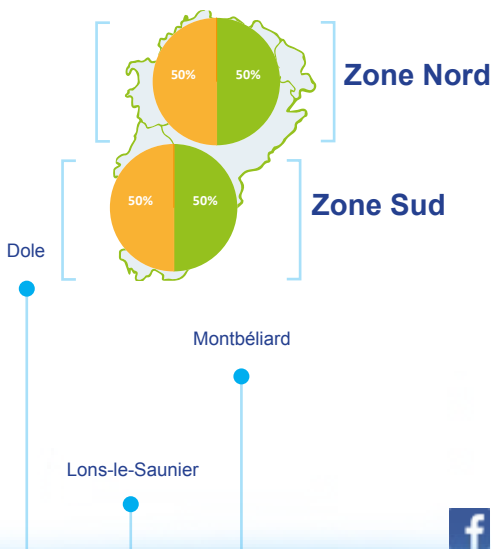 50% 50%
Zone Nord
50% 50%
Zone Sud
Dole
Montbéliard
Lons-le-Saunier
f